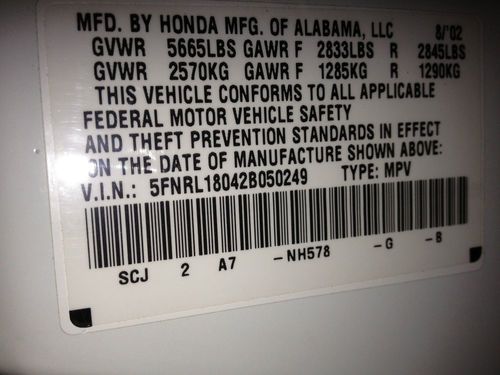 MFD. BY HONDA MFG. OF ALABAMA, LLC 8/'02
GVWR 5665LBS GAWR F 2833LBS R 2845LBS
GVWR 2570KG GAWR F 1285KG R 1290KG
THIS VEHICLE CONFORMS TO ALL APPLICABLE
FEDERAL MOTOR VEHICLE SAFETY
AND THEFT PREVENTION STANDARDS IN EFFECT
ON THE DATE OF MANUFACTURE SHOWN ABOVE:
V.I.N.: 5FNRL18042B050249 TYPE: MPV
SCJ 2 A7 -NH578 -G -B